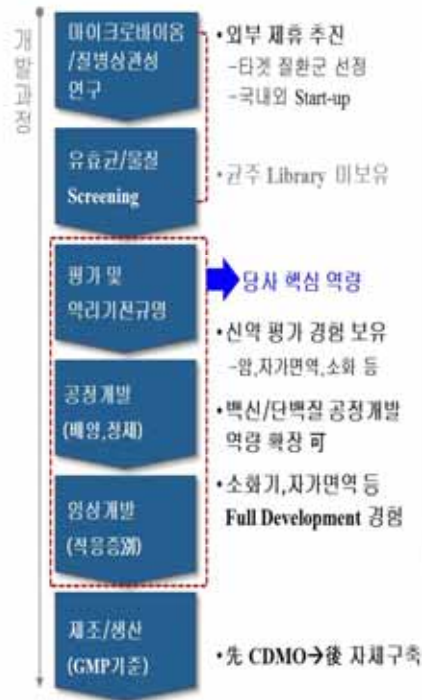 개발과정
마이크로바이옴
/질병상관성
연구
•외부 제휴 추진
-타겟 질환군 선정
-국내외 Start-up
유효균/물질
Screening
•균주 Library 미보유
평가 및
약리기전규명
당사 핵심 역량
•신약 평가 경험 보유
-암,자가면역,소화 등
공정개발
(배양,정제)
•백신/단백질 공정개발
역량 확장 可
임상개발
(적응증別)
•소화기,자가면역 등
Full Development 경험
제조/생산
(GMP기준)
•先 CDMO→後 자체구축